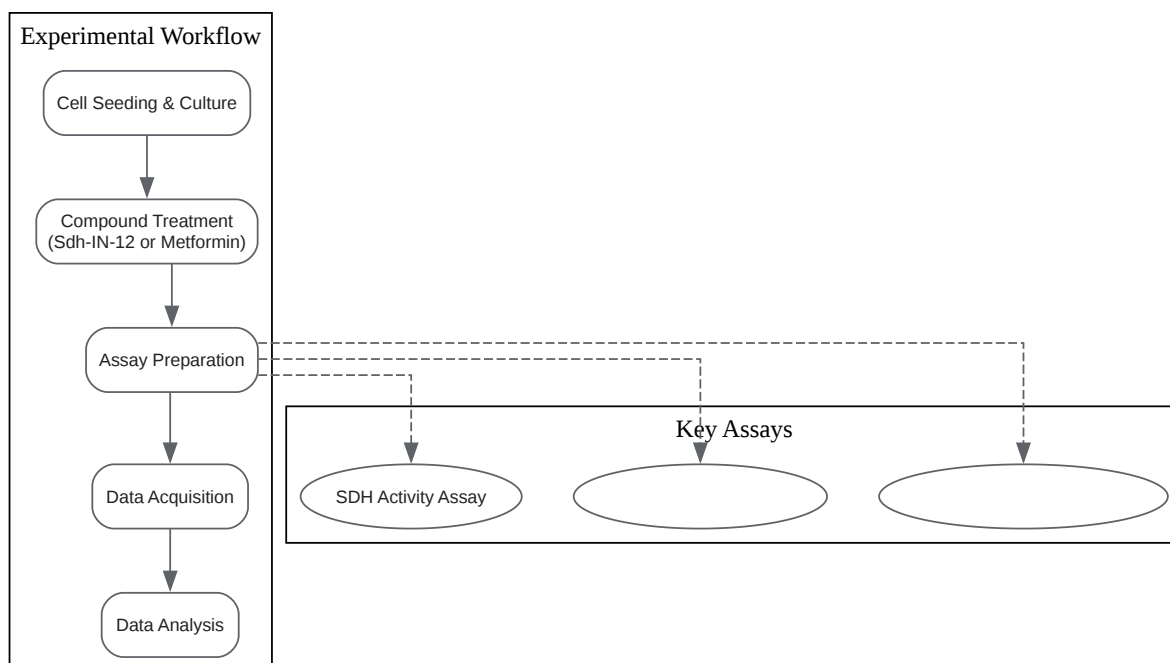 Experimental Workflow
Cell Seeding & Culture
Compound Treatment
(Sdh-IN-12 or Metformin)
Assay Preparation
Key Assays
Data Acquisition
SDH Activity Assay
Data Analysis